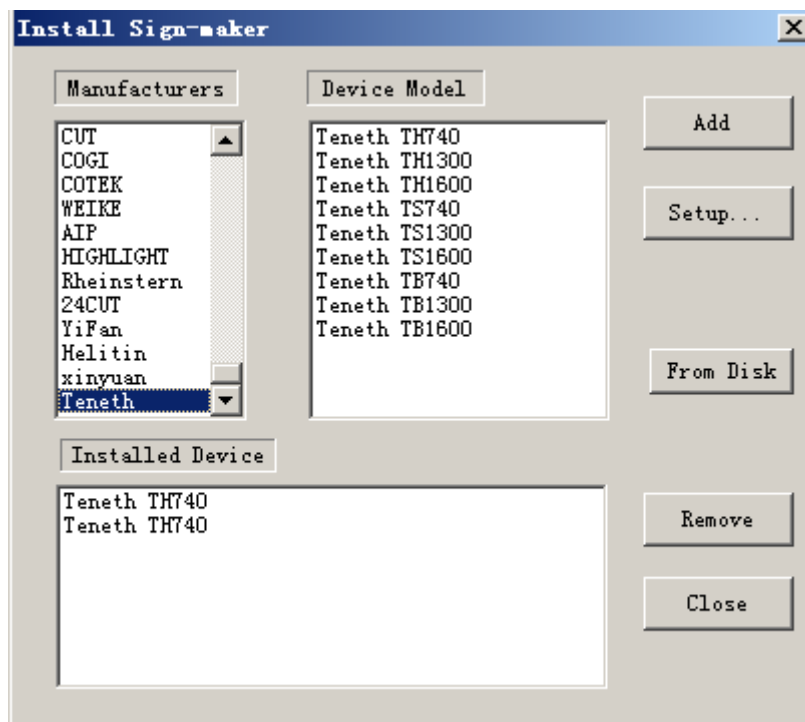 Install Sign-maker
Manufacturers
CUT
COGI
COTEK
WEIKE
AIP
HIGHLIGHT
Rheinstern
24CUT
YiFan
Helitin
xinyuan
Teneth
Device Model
Teneth TH740
Teneth TH1300
Teneth TH1600
Teneth TS740
Teneth TS1300
Teneth TS1600
Teneth TB740
Teneth TB1300
Teneth TB1600
Add
Setup...
From Disk
Installed Device
Teneth TH740
Teneth TH740
Remove
Close